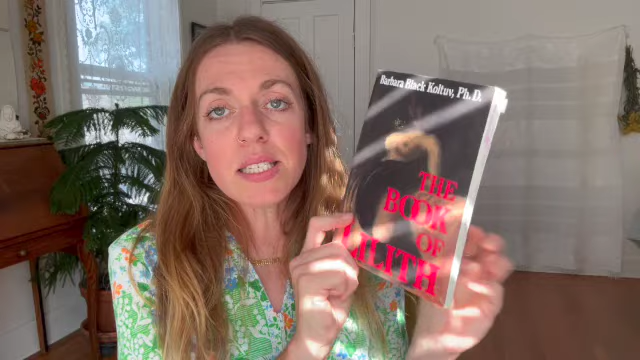 Barbara Black Koltuv, Ph.D.
THE
BOOK
OF
LILITH